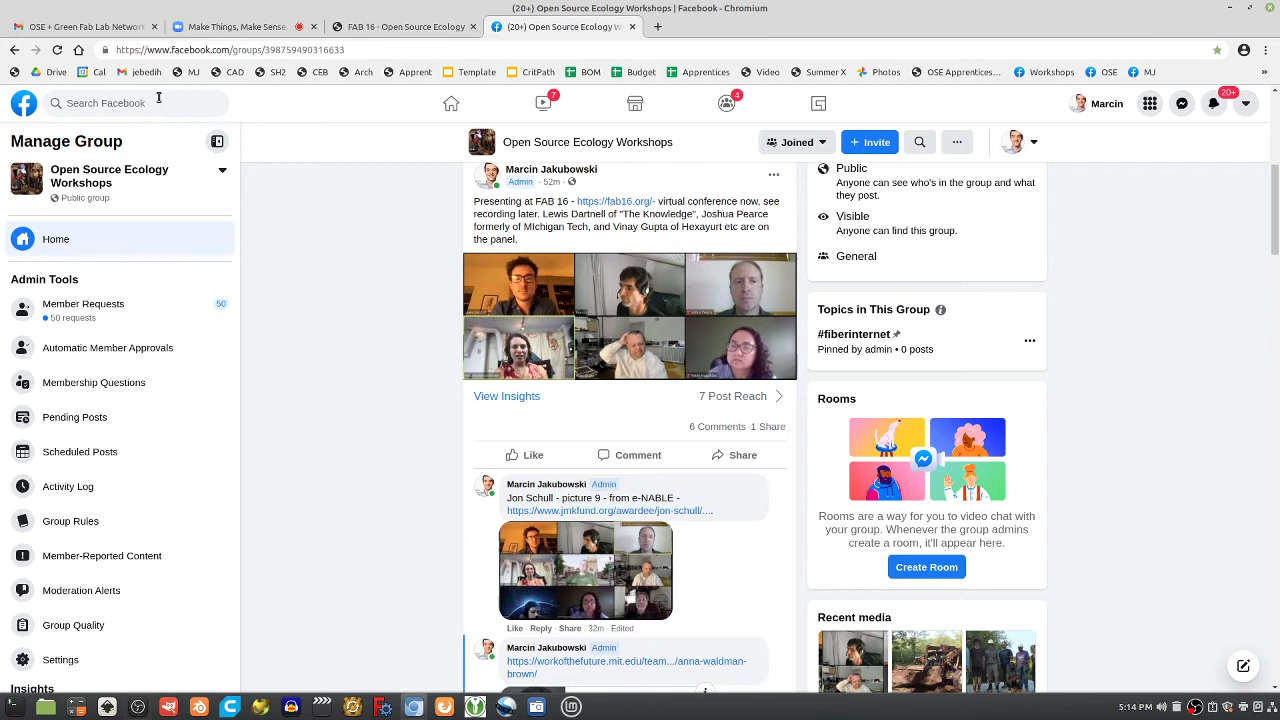 (20+) Open Source Ecology Workshops | Facebook - Chromium
OSE + Green Fab Lab Network
Make Things, Make Sense,
FAB 16 - Open Source Ecology
(20+) Open Source Ecology W
https://www.facebook.com/groups/398759490316633
Drive
Cal
jebedih
MJ
CAD
SH2
CEB
Arch
Apprent
Template
CritPath
BOM
Budget
Apprentices
Video
Summer X
Photos
OSE Apprentices…
Workshops
OSE
MJ
»
Search Facebook
7
4
Marcin
20+
Manage Group
Open Source Ecology
Workshops
Public group
Home
Admin Tools
Member Requests
50
50 requests
Automatic Member Approvals
Membership Questions
Pending Posts
Scheduled Posts
Activity Log
Group Rules
Member-Reported Content
Moderation Alerts
Group Quality
Settings
Insights
Open Source Ecology Workshops
Joined
+ Invite
Marcin Jakubowski
Admin · 52m ·
Presenting at FAB 16 - https://fab16.org/- virtual conference now, see
recording later. Lewis Dartnell of "The Knowledge", Joshua Pearce
formerly of MIchigan Tech, and Vinay Gupta of Hexayurt etc are on
the panel.
View Insights
7 Post Reach
6 Comments 1 Share
Like
Comment
Share
Marcin Jakubowski Admin
Jon Schull - picture 9 - from e-NABLE -
https://www.jmkfund.org/awardee/jon-schull/....
Like · Reply · Share · 32m · Edited
Marcin Jakubowski Admin
https://workofthefuture.mit.edu/team.../anna-waldman-
brown/
Public
Anyone can see who's in the group and what
they post.
Visible
Anyone can find this group.
General
Topics in This Group
#fiberinternet
Pinned by admin • 0 posts
Rooms
Rooms are a way for you to video chat with
your group. Whenever the group admins
create a room, it'll appear here.
Create Room
Recent media
5:14 PM